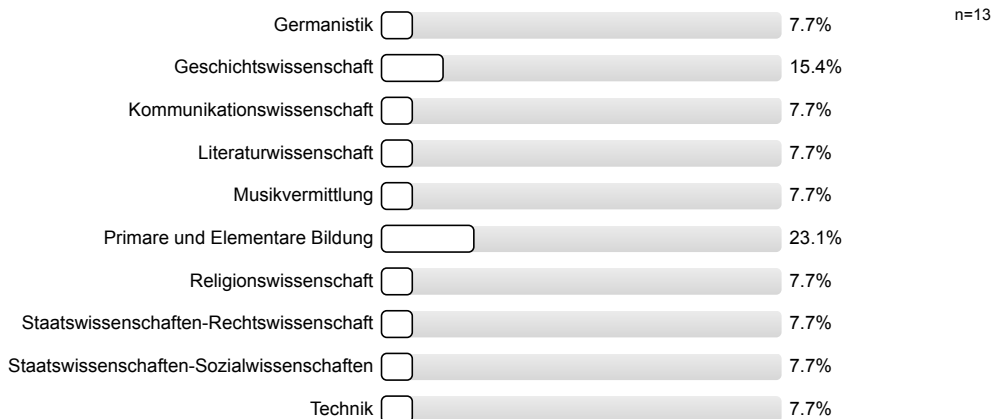 n=13
Germanistik 7.7%
Geschichtswissenschaft 15.4%
Kommunikationswissenschaft 7.7%
Literaturwissenschaft 7.7%
Musikvermittlung 7.7%
Primare und Elementare Bildung 23.1%
Religionswissenschaft 7.7%
Staatswissenschaften-Rechtswissenschaft 7.7%
Staatswissenschaften-Sozialwissenschaften 7.7%
Technik 7.7%